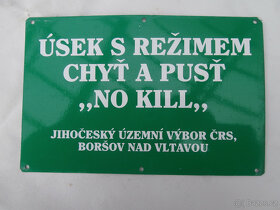 ÚSEK S REŽIMEM
CHYŤ A PUSŤ
,,NO KILL,,
JIHOČESKÝ ÚZEMNÍ VÝBOR ČRS,
BORŠOV NAD VLTAVOU